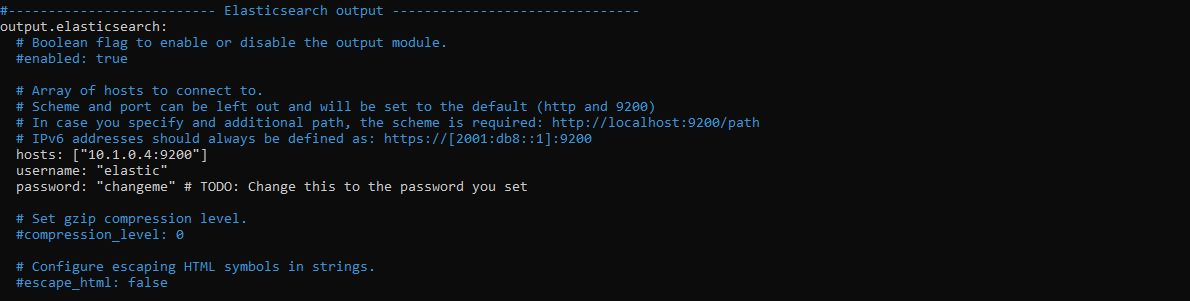 #-------------------------- Elasticsearch output ------------------------------
output.elasticsearch:
  # Boolean flag to enable or disable the output module.
  #enabled: true

  # Array of hosts to connect to.
  # Scheme and port can be left out and will be set to the default (http and 9200)
  # In case you specify and additional path, the scheme is required: http://localhost:9200/path
  # IPv6 addresses should always be defined as: https://[2001:db8::1]:9200
  hosts: ["10.1.0.4:9200"]
  username: "elastic"
  password: "changeme" # TODO: Change this to the password you set

  # Set gzip compression level.
  #compression_level: 0

  # Configure escaping HTML symbols in strings.
  #escape_html: false